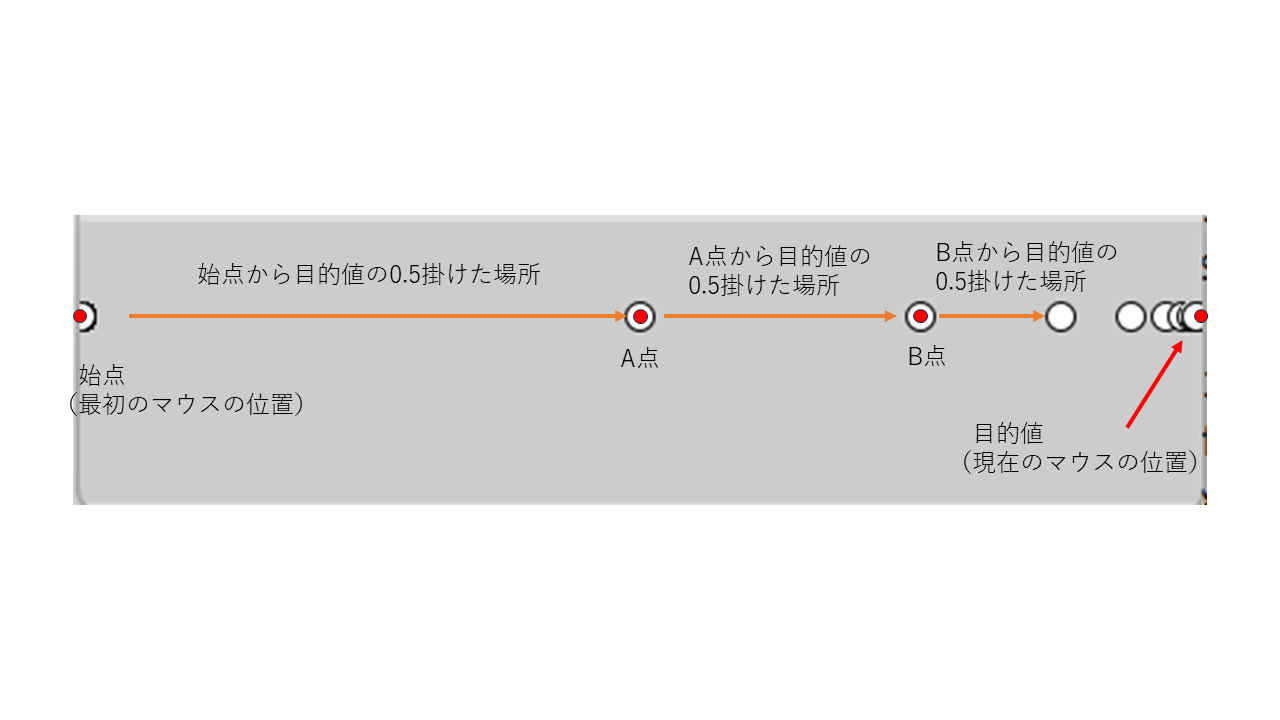 始点から目的値の0.5掛けた場所
A点から目的値の
0.5掛けた場所
B点から目的値の
0.5掛けた場所
A点
B点
始点
（最初のマウスの位置）
目的値
（現在のマウスの位置）